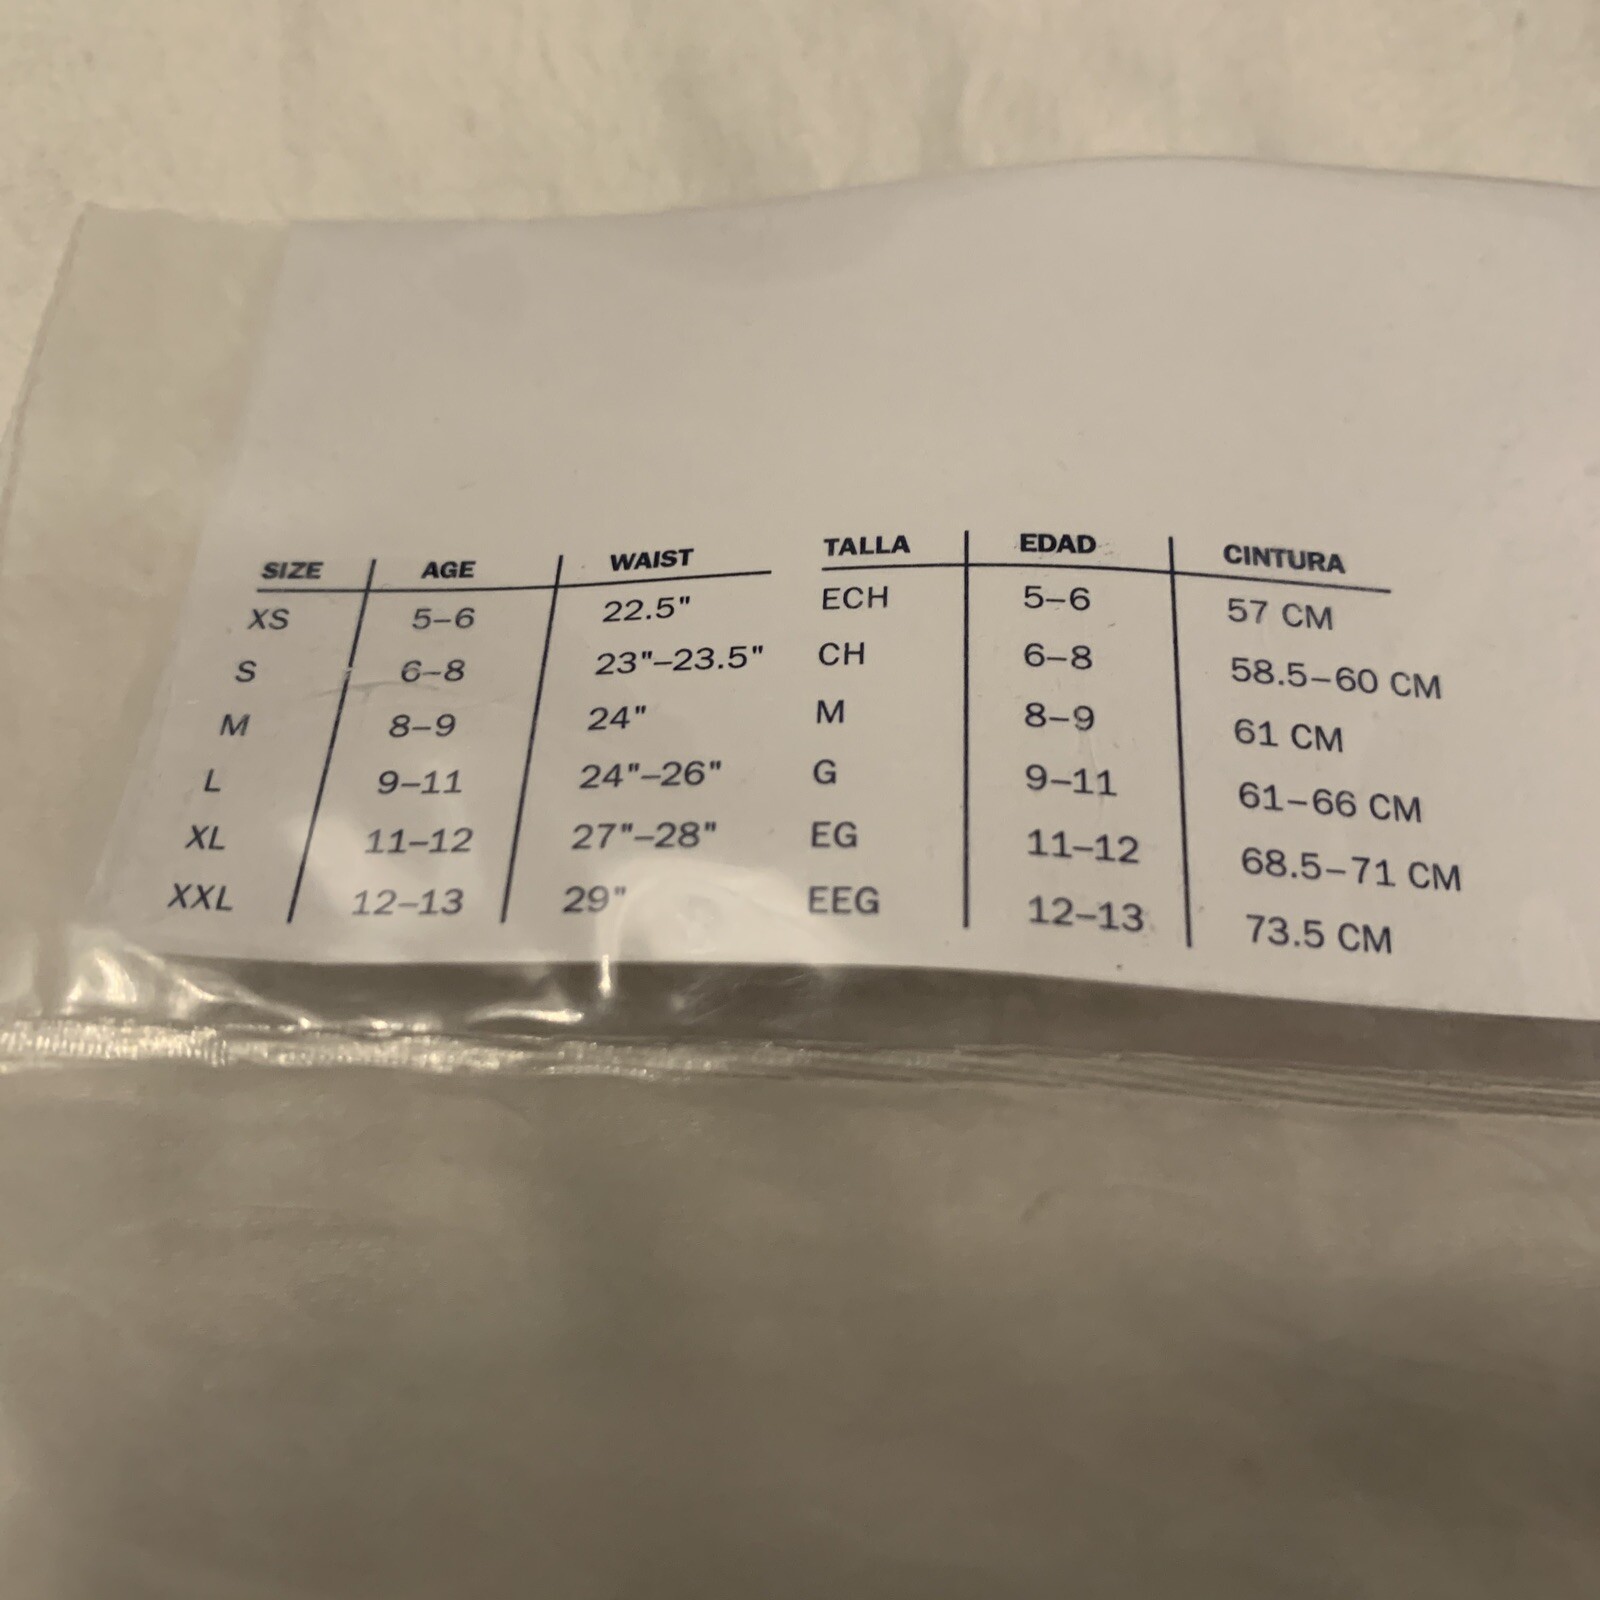 SIZE AGE WAIST
XS 5–6 22.5"
S 6–8 23"–23.5"
M 8–9 24"
L 9–11 24"–26"
XL 11–12 27"–28"
XXL 12–13 29"
TALLA EDAD CINTURA
ECH 5–6 57 CM
CH 6–8 58.5–60 CM
M 8–9 61 CM
G 9–11 61–66 CM
EG 11–12 68.5–71 CM
EEG 12–13 73.5 CM